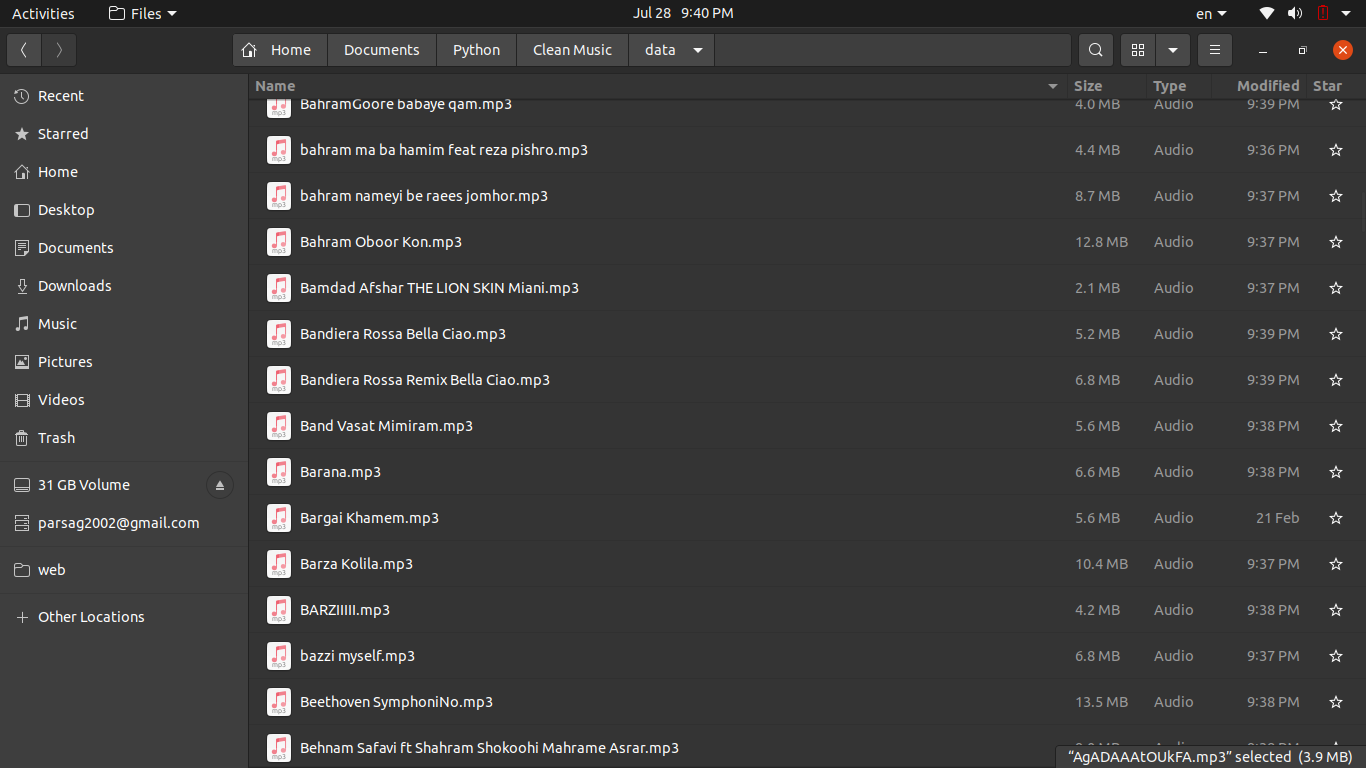 Activities Files Jul 28 9:40 PM en
Home Documents Python Clean Music data
Recent
Starred
Home
Desktop
Documents
Downloads
Music
Pictures
Videos
Trash
31 GB Volume
parsag2002@gmail.com
web
Other Locations
Name Size Type Modified Star
BahramGoore babaye qam.mp3 4.0 MB Audio 9:39 PM
bahram ma ba hamim feat reza pishro.mp3 4.4 MB Audio 9:36 PM
bahram nameyi be raees jomhor.mp3 8.7 MB Audio 9:37 PM
Bahram Oboor Kon.mp3 12.8 MB Audio 9:37 PM
Bamdad Afshar THE LION SKIN Miani.mp3 2.1 MB Audio 9:37 PM
Bandiera Rossa Bella Ciao.mp3 5.2 MB Audio 9:39 PM
Bandiera Rossa Remix Bella Ciao.mp3 6.8 MB Audio 9:39 PM
Band Vasat Mimiram.mp3 5.6 MB Audio 9:38 PM
Barana.mp3 6.6 MB Audio 9:38 PM
Bargai Khamem.mp3 5.6 MB Audio 21 Feb
Barza Kolila.mp3 10.4 MB Audio 9:37 PM
BARZIIIII.mp3 4.2 MB Audio 9:38 PM
bazzi myself.mp3 6.8 MB Audio 9:37 PM
Beethoven SymphoniNo.mp3 13.5 MB Audio 9:38 PM
Behnam Safavi ft Shahram Shokoohi Mahrame Asrar.mp3
“AgADAAAtOUkFA.mp3” selected (3.9 MB)